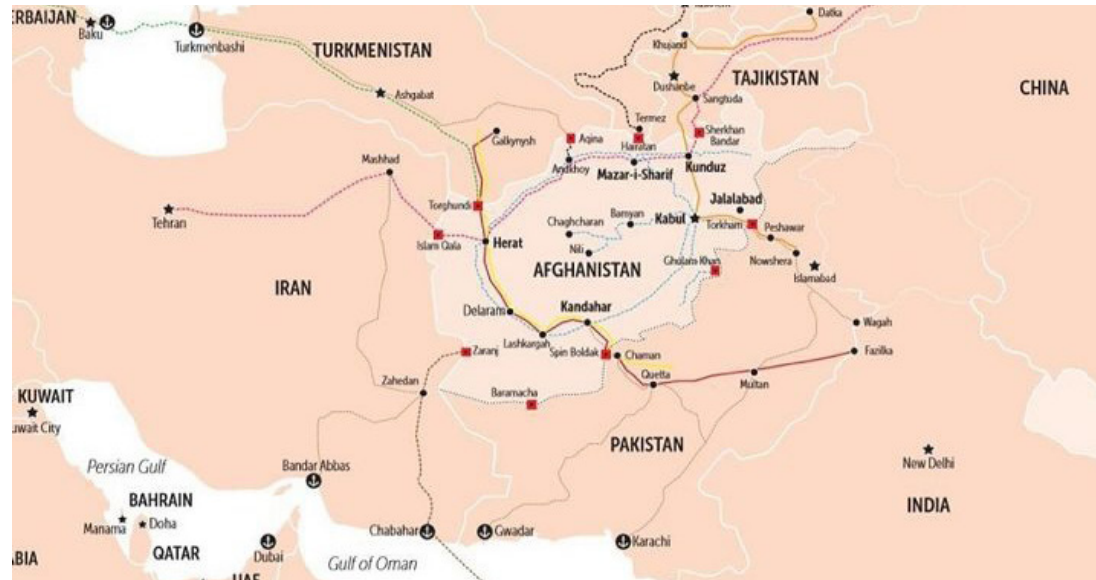 ERBAIJAN
Baku
Turkmenbashi
TURKMENISTAN
Ashgabat
Datka
Khujand
Dushanbe
TAJIKISTAN
Sangtuda
CHINA
Galkynysh
Aqina
Termez
Hairatan
Sherkhan
Bandar
Mashhad
Andkhoy
Mazar-i-Sharif
Kunduz
Tehran
Torghundi
Islam Qala
Herat
Chaghcharan
Bamyan
Nili
Kabul
Jalalabad
Torkham
Peshawar
Nowshera
Islamabad
Ghulam Khan
AFGHANISTAN
IRAN
Delaram
Kandahar
Lashkargah
Spin Boldak
Chaman
Wagah
Fazilka
Zaranj
Quetta
Multan
Zahedan
Baramacha
KUWAIT
uwait City
PAKISTAN
Persian Gulf
Bandar Abbas
New Delhi
BAHRAIN
Manama
Doha
QATAR
Dubai
Chabahar
Gwadar
Karachi
INDIA
Gulf of Oman
ABIA
UAE